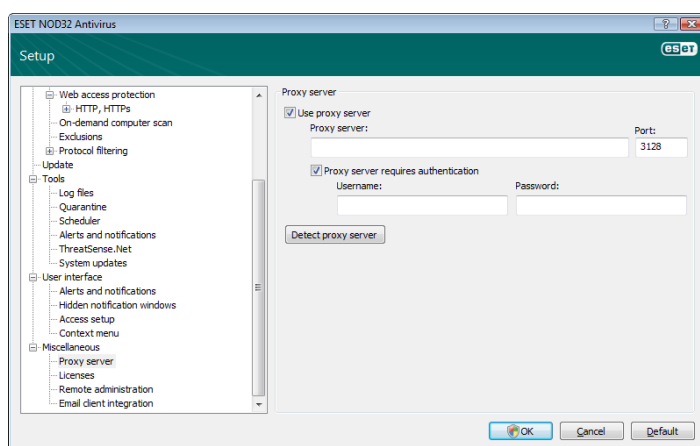 ESET NOD32 Antivirus
Setup
eseT
Web access protection
HTTP, HTTPs
On-demand computer scan
Exclusions
Protocol filtering
Update
Tools
Log files
Quarantine
Scheduler
Alerts and notifications
ThreatSense.Net
System updates
User interface
Alerts and notifications
Hidden notification windows
Access setup
Context menu
Miscellaneous
Proxy server
Licenses
Remote administration
Email client integration
Proxy server
Use proxy server
Proxy server:
Port:
3128
Proxy server requires authentication
Username:
Password:
Detect proxy server
OK
Cancel
Default